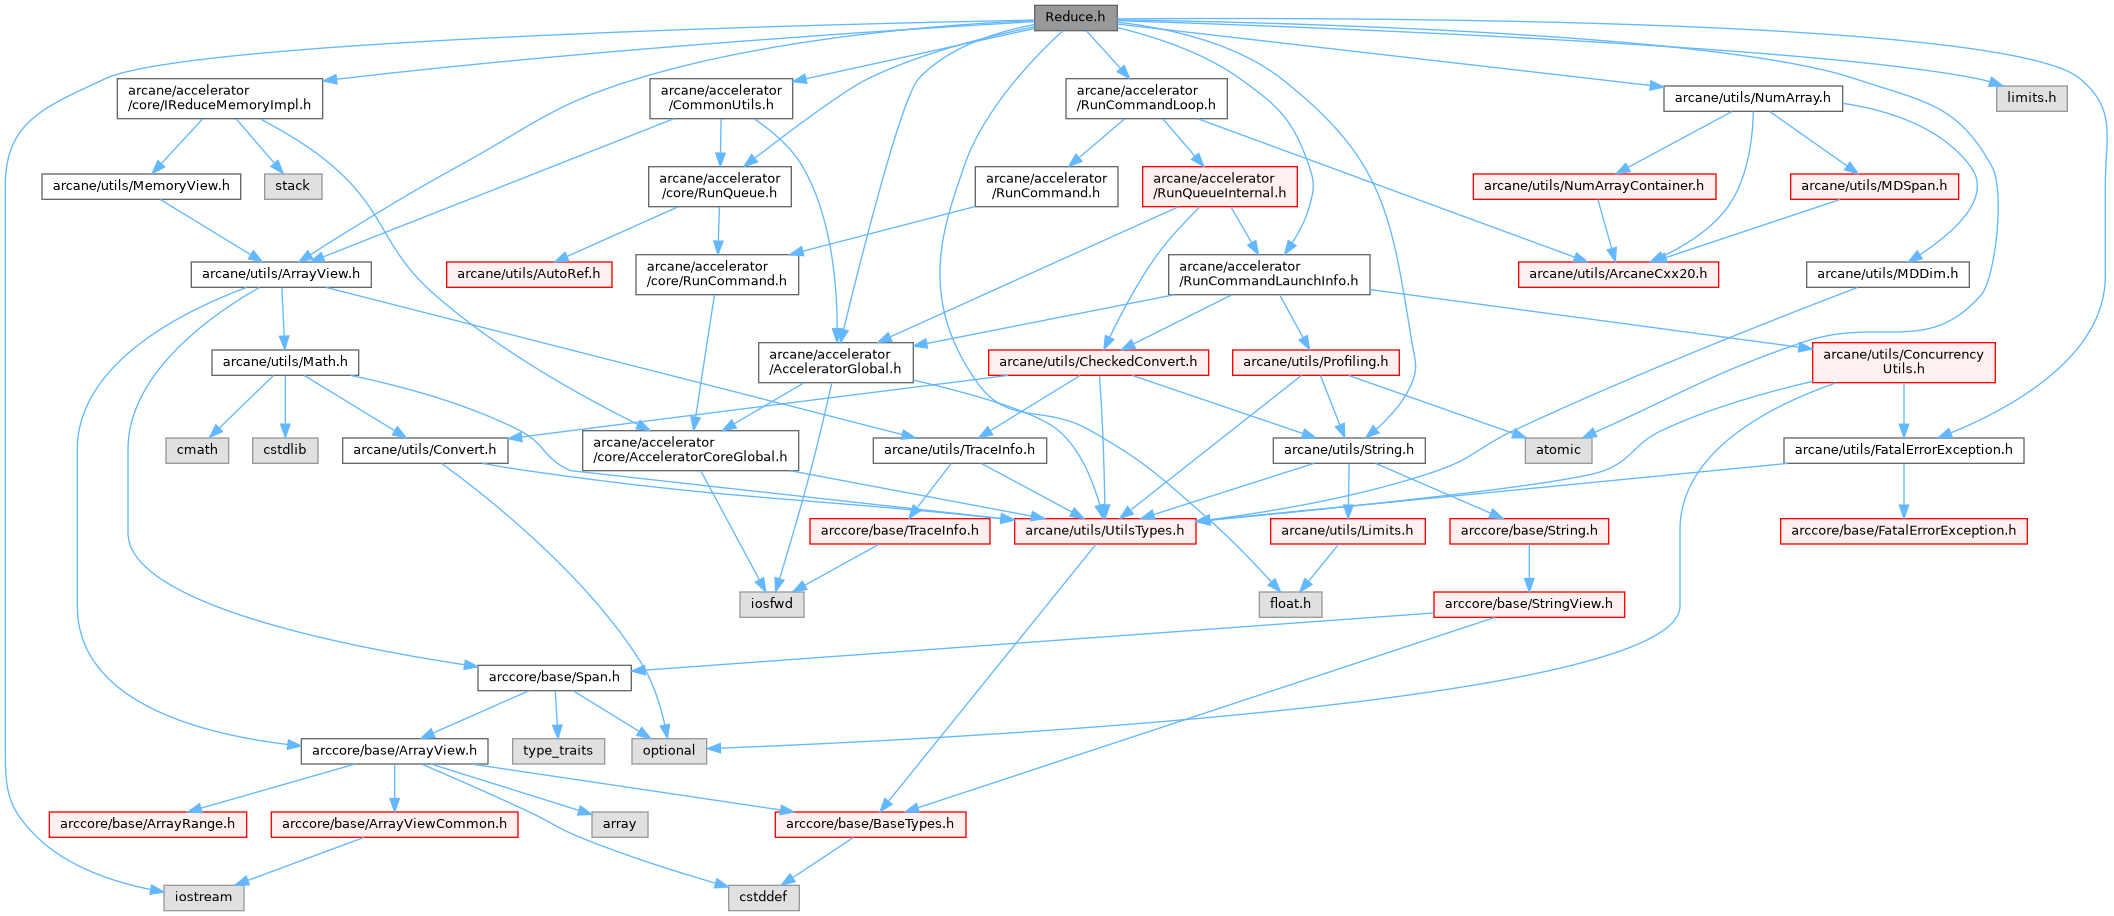 Reduce.h
arcane/accelerator
/core/IReduceMemoryImpl.h
arcane/accelerator
/CommonUtils.h
arcane/accelerator
/RunCommandLoop.h
arcane/utils/NumArray.h
limits.h
arcane/utils/MemoryView.h
stack
arcane/accelerator
/core/RunQueue.h
arcane/accelerator
/RunCommand.h
arcane/accelerator
/RunQueueInternal.h
arcane/utils/NumArrayContainer.h
arcane/utils/MDSpan.h
arcane/utils/ArrayView.h
arcane/utils/AutoRef.h
arcane/accelerator
/core/RunCommand.h
arcane/accelerator
/RunCommandLaunchInfo.h
arcane/utils/ArcaneCxx20.h
arcane/utils/MDDim.h
arcane/utils/Math.h
arcane/accelerator
/AcceleratorGlobal.h
arcane/utils/CheckedConvert.h
arcane/utils/Profiling.h
arcane/utils/Concurrency
Utils.h
cmath
cstdlib
arcane/utils/Convert.h
arcane/accelerator
/core/AcceleratorCoreGlobal.h
arcane/utils/TraceInfo.h
arcane/utils/String.h
atomic
arcane/utils/FatalErrorException.h
arccore/base/TraceInfo.h
arcane/utils/UtilsTypes.h
arcane/utils/Limits.h
arccore/base/String.h
arccore/base/FatalErrorException.h
iosfwd
float.h
arccore/base/StringView.h
arccore/base/Span.h
arccore/base/ArrayView.h
type_traits
optional
arccore/base/ArrayRange.h
arccore/base/ArrayViewCommon.h
array
arccore/base/BaseTypes.h
iostream
cstddef